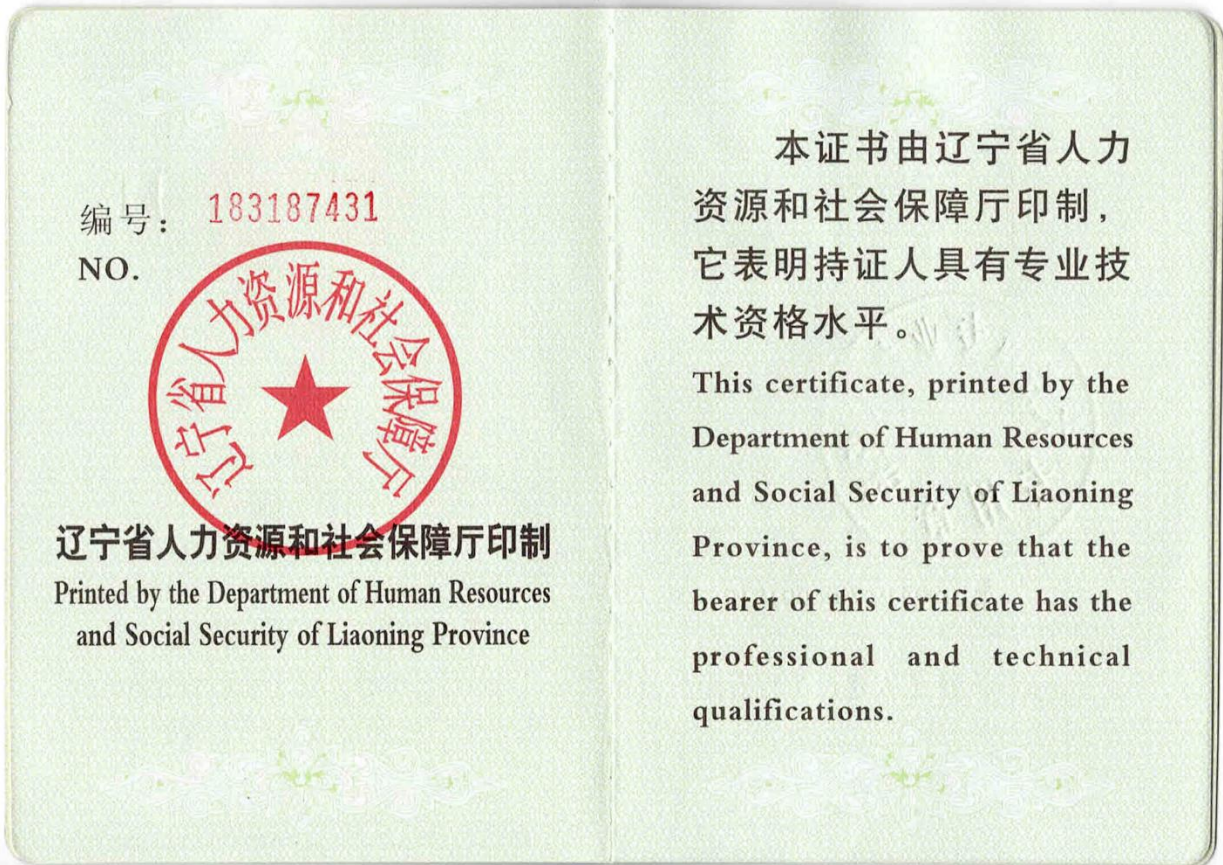 编号： 183187431
NO.
辽宁省人力资源和社会保障厅
辽宁省人力资源和社会保障厅印制
Printed by the Department of Human Resources
and Social Security of Liaoning Province
本证书由辽宁省人力
资源和社会保障厅印制，
它表明持证人具有专业技
术资格水平。
This certificate, printed by the
Department of Human Resources
and Social Security of Liaoning
Province, is to prove that the
bearer of this certificate has the
professional and technical
qualifications.